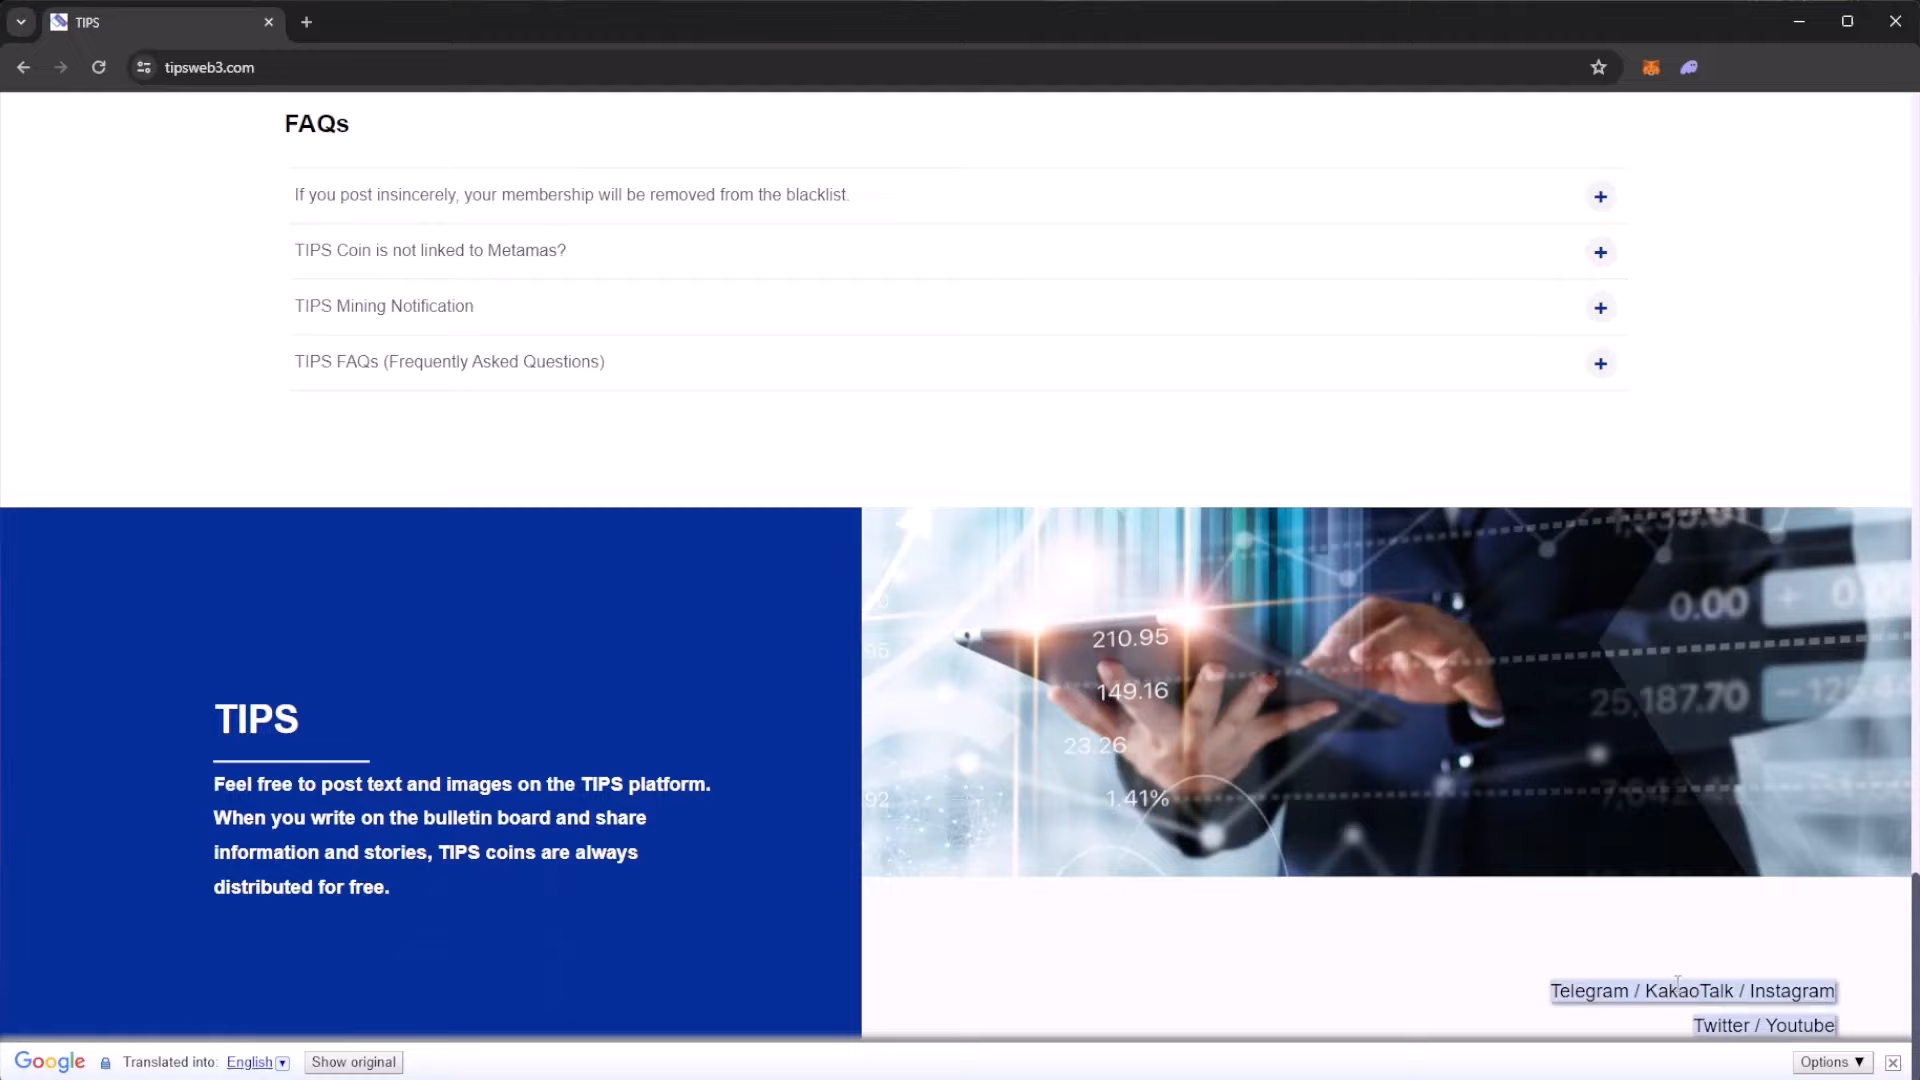 TIPS
tipsweb3.com
FAQs
If you post insincerely, your membership will be removed from the blacklist.
TIPS Coin is not linked to Metamas?
TIPS Mining Notification
TIPS FAQs (Frequently Asked Questions)
TIPS
Feel free to post text and images on the TIPS platform.
When you write on the bulletin board and share
information and stories, TIPS coins are always
distributed for free.
210.95
149.16
23.26
1.41%
0.00
25,187.70
Telegram / KakaoTalk / Instagram
Twitter / Youtube
Google Translated into: English Show original Options